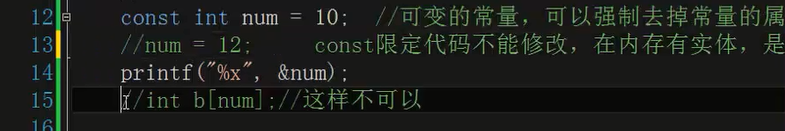 12 const int num = 10; //可变的常量，可以强制去掉常量的属
13 //num = 12; const限定代码不能修改，在内存有实体，是
14 printf("%x", &num);
15 //int b[num];//这样不可以
16